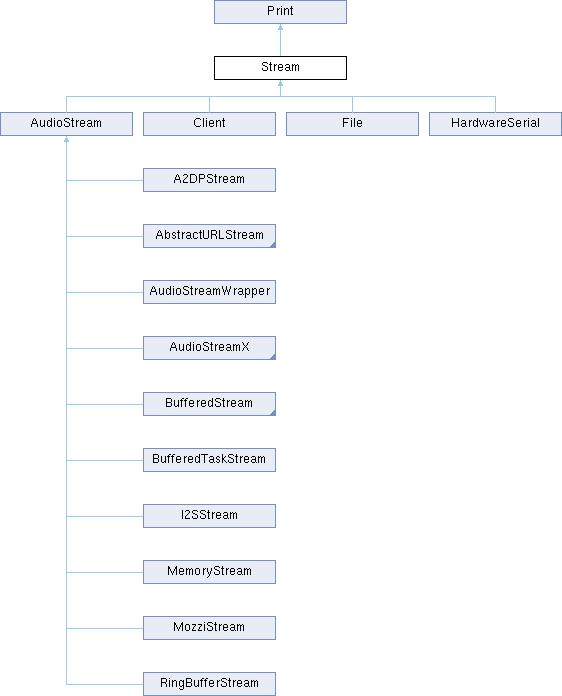 Print
Stream
AudioStream
Client
File
HardwareSerial
A2DPStream
AbstractURLStream
AudioStreamWrapper
AudioStreamX
BufferedStream
BufferedTaskStream
I2SStream
MemoryStream
MozziStream
RingBufferStream